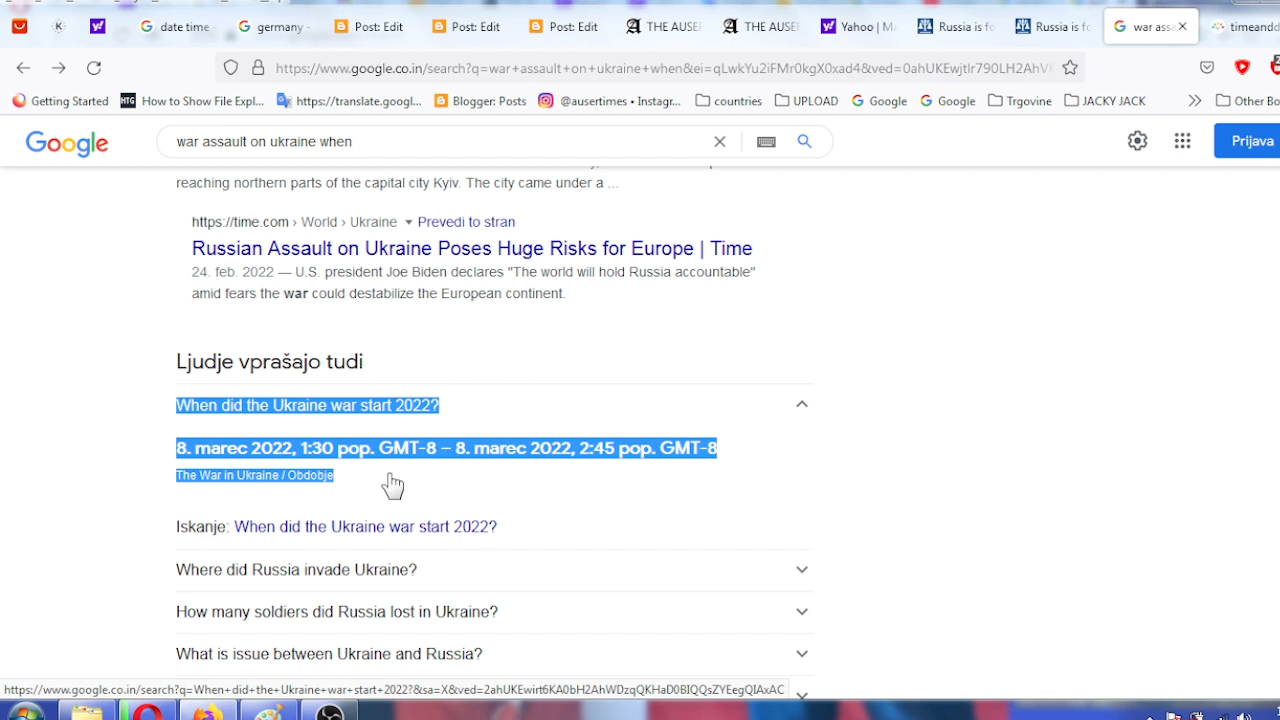 date time
germany -
Post: Edit
Post: Edit
Post: Edit
THE AUSE
THE AUSE
Yahoo | Ma
Russia is fo
Russia is fo
war assa
timeandd
https://www.google.co.in/search?q=war+assault+on+ukraine+when&ei=qLwkYu2iFMr0kgX0xad4&ved=0ahUKEwjtlr790LH2AhV
Getting Started
HTG How to Show File Expl...
https://translate.googl...
Blogger: Posts
@ausertimes • Instagr...
countries
UPLOAD
Google
Google
Trgovine
JACKY JACK
Other Bo
Google
war assault on ukraine when
Prijava
reaching northern parts of the capital city Kyiv. The city came under a ...
https://time.com › World › Ukraine ▾ Prevedi to stran
Russian Assault on Ukraine Poses Huge Risks for Europe | Time
24. feb. 2022 — U.S. president Joe Biden declares "The world will hold Russia accountable"
amid fears the war could destabilize the European continent.
Ljudje vprašajo tudi
When did the Ukraine war start 2022?
8. marec 2022, 1:30 pop. GMT-8 – 8. marec 2022, 2:45 pop. GMT-8
The War in Ukraine / Obdobje
Iskanje: When did the Ukraine war start 2022?
Where did Russia invade Ukraine?
How many soldiers did Russia lost in Ukraine?
What is issue between Ukraine and Russia?
https://www.google.co.in/search?q=When+did+the+Ukraine+war+start+2022?&sa=X&ved=2ahUKEwirt6KA0bH2AhWDzqQKHaD0BIQQsZYEegQIAxAC